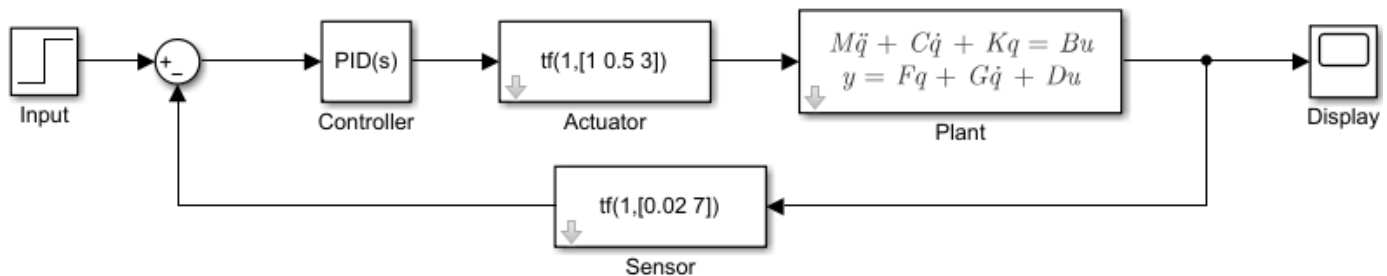 Input
+
−
PID(s)
Controller
tf(1,[1 0.5 3])
Actuator
Mq̈ + Cq̇ + Kq = Bu
y = Fq + Gq̇ + Du
Plant
Display
tf(1,[0.02 7])
Sensor